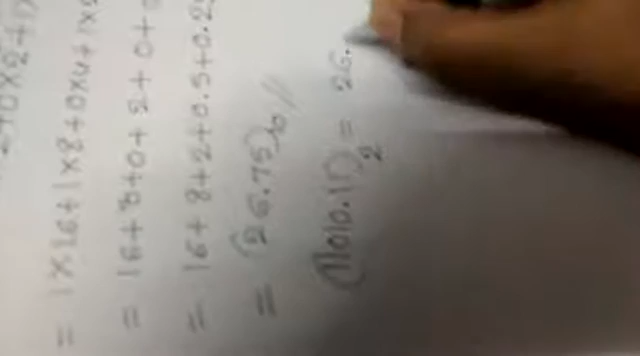 = 1×16+1×8+0×4+1×
= 16+8+0+2+0+
= 16+8+2+0.5+0.2
= (26.75)10//
(11010.11)2 = 26.